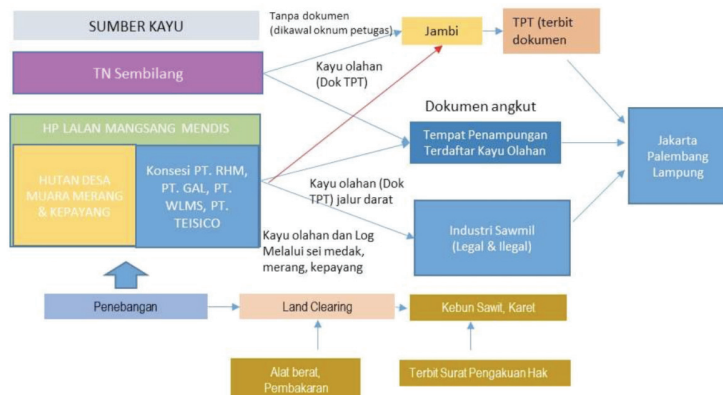 SUMBER KAYU
Tanpa dokumen
(dikawal oknum petugas)
Jambi
TPT (terbit
dokumen
TN Sembilang
Kayu olahan
(Dok TPT)
Dokumen angkut
HP LALAN MANGSANG MENDIS
Tempat Penampungan
Terdaftar Kayu Olahan
Jakarta
Palembang
Lampung
HUTAN DESA
MUARA MERANG
& KEPAYANG
Konsesi PT. RHM,
PT. GAL, PT.
WLMS, PT.
TEISICO
Kayu olahan (Dok
TPT) jalur darat
Industri Sawmil
(Legal & Ilegal)
Kayu olahan dan Log
Melalui sei medak,
merang, kepayang
Penebangan
Land Clearing
Kebun Sawit, Karet
Alat berat,
Pembakaran
Terbit Surat Pengakuan Hak